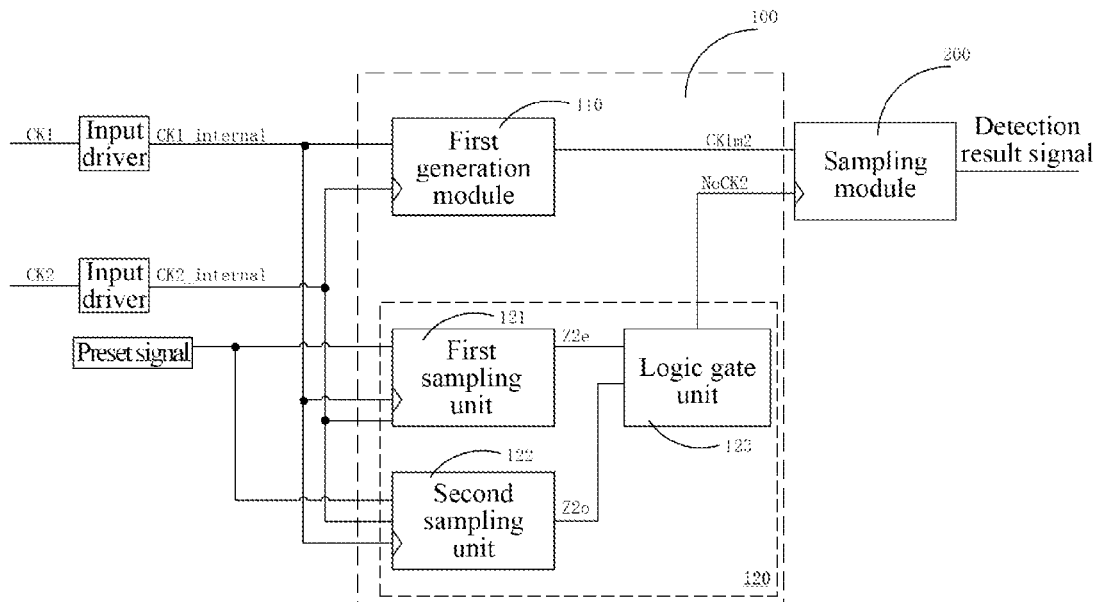 100
200
CK1
Input driver
CK1_internal
110
First generation module
CK1m2
Sampling module
Detection result signal
NoCK2
CK2
Input driver
CK2_internal
Preset signal
121
First sampling unit
Z2e
Logic gate unit
123
122
Second sampling unit
Z2o
120